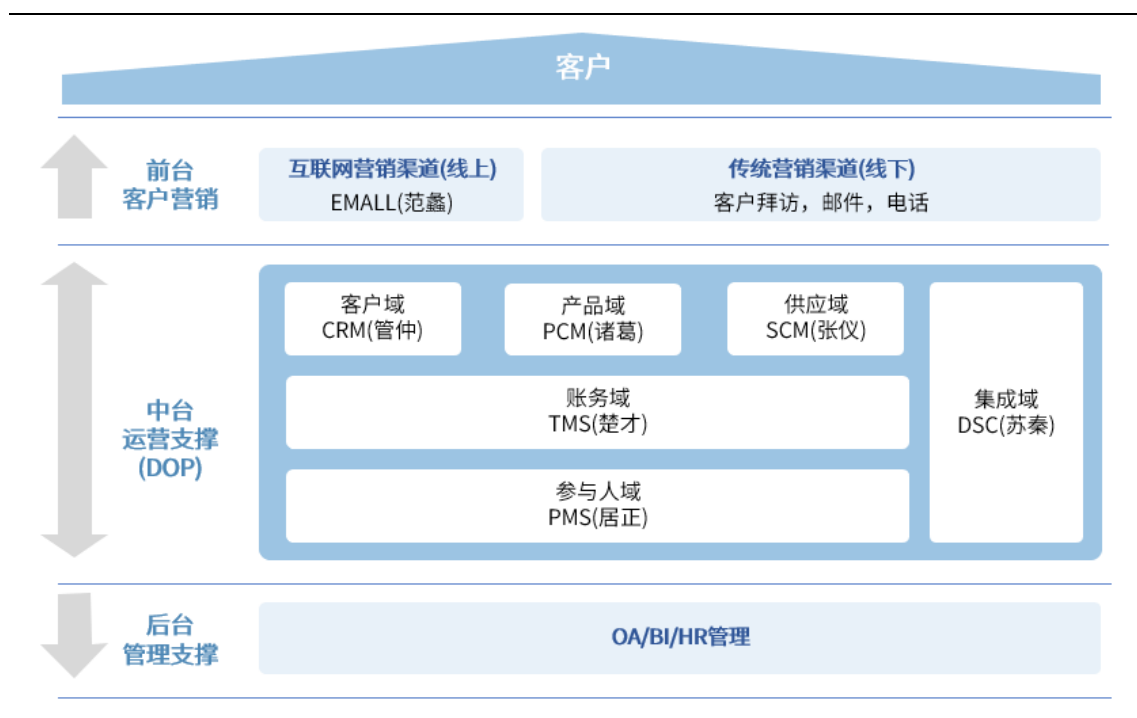 客户
前台
客户营销
互联网营销渠道(线上)
EMALL(范蠡)
传统营销渠道(线下)
客户拜访，邮件，电话
中台
运营支撑
(DOP)
客户域
CRM(管仲)
产品域
PCM(诸葛)
供应域
SCM(张仪)
账务域
TMS(楚才)
参与人域
PMS(居正)
集成域
DSC(苏秦)
后台
管理支撑
OA/BI/HR管理